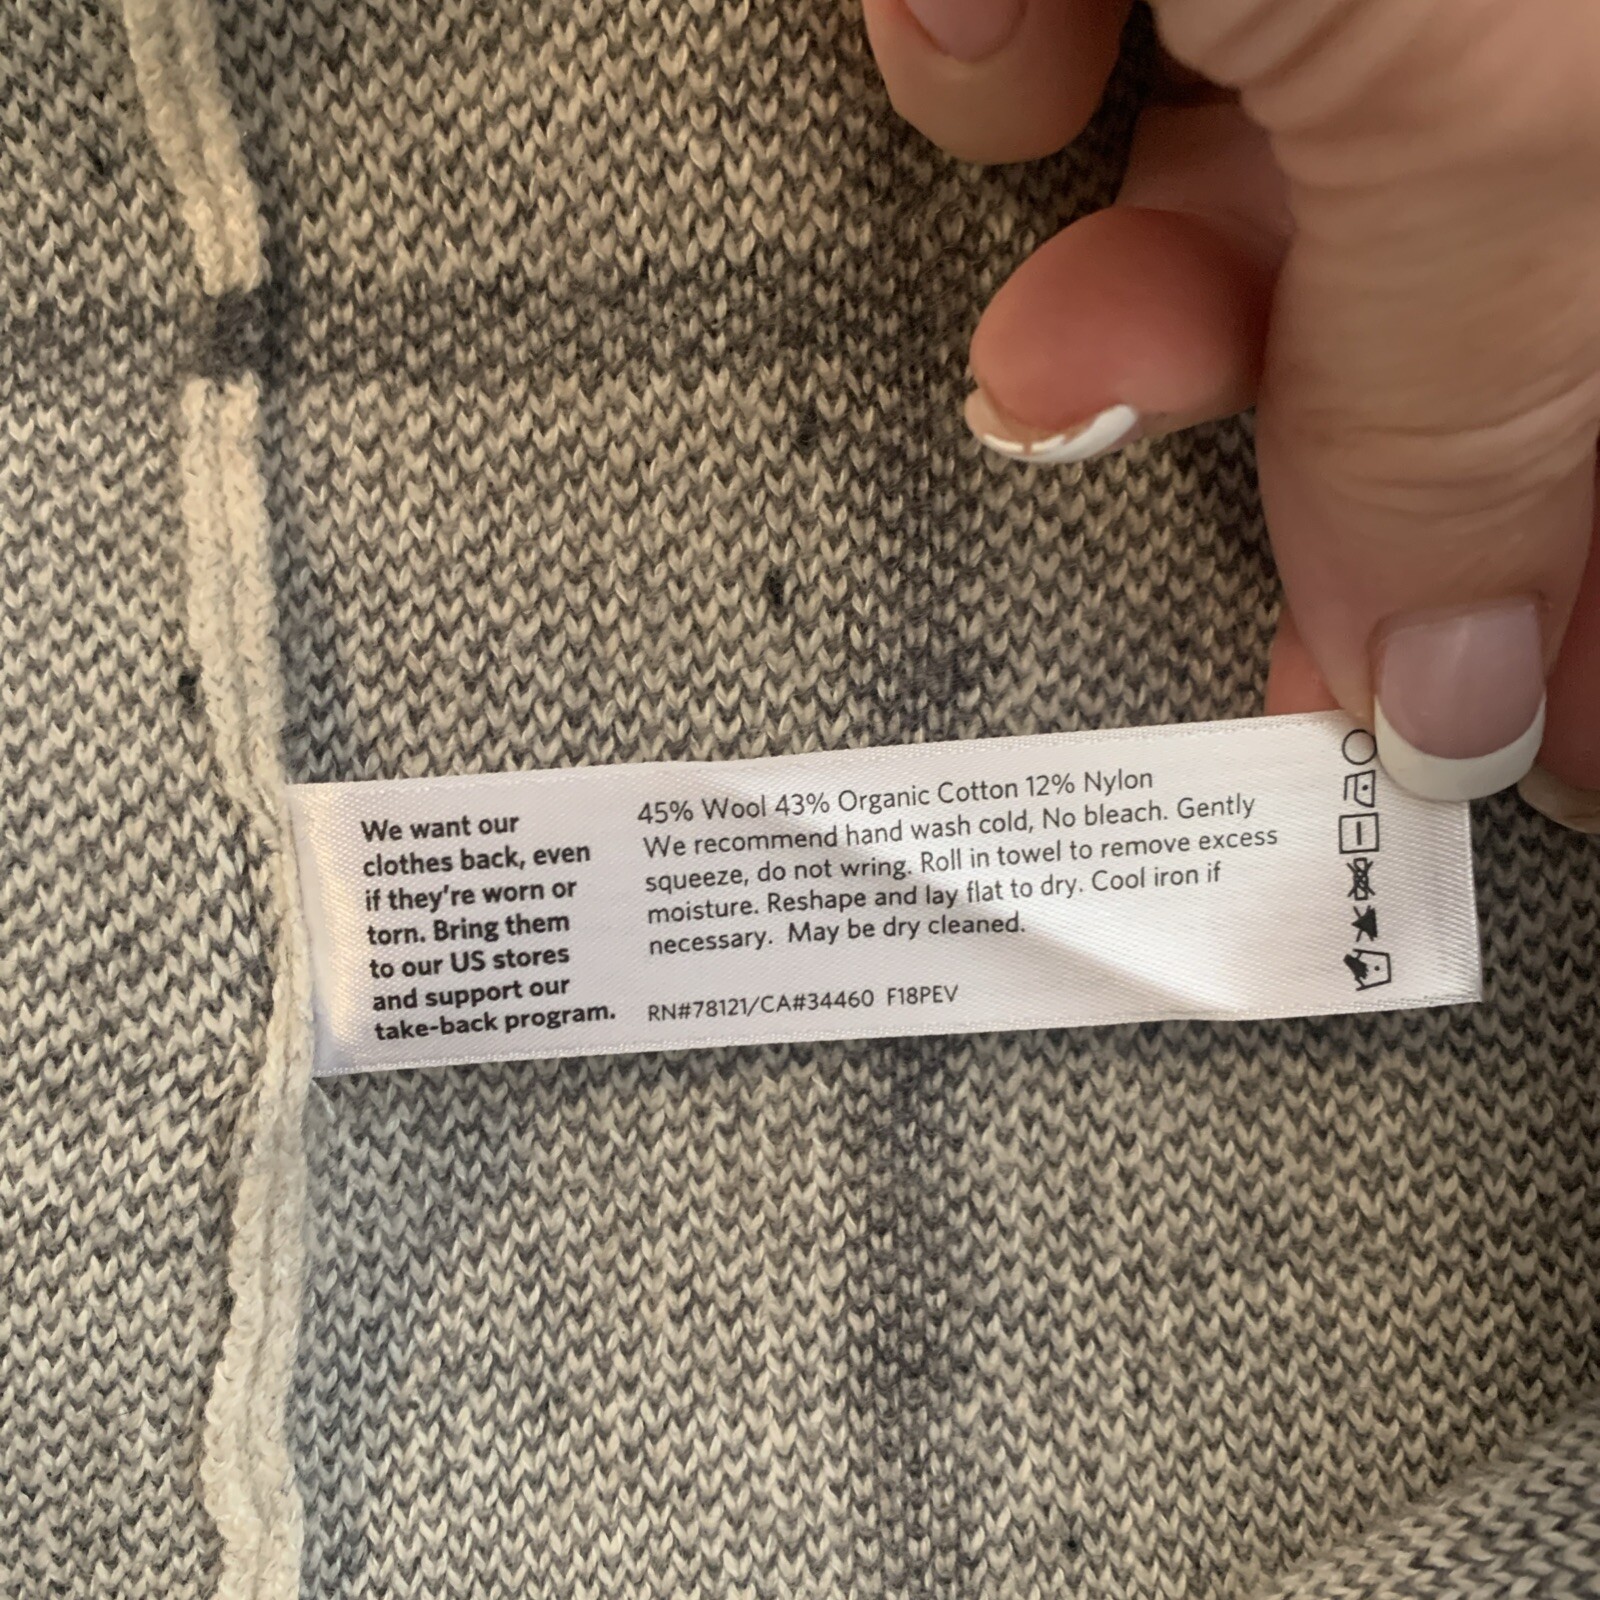 We want our
clothes back, even
if they're worn or
torn. Bring them
to our US stores
and support our
take-back program.
45% Wool 43% Organic Cotton 12% Nylon
We recommend hand wash cold, No bleach. Gently
squeeze, do not wring. Roll in towel to remove excess
moisture. Reshape and lay flat to dry. Cool iron if
necessary. May be dry cleaned.
RN#78121/CA#34460 F18PEV